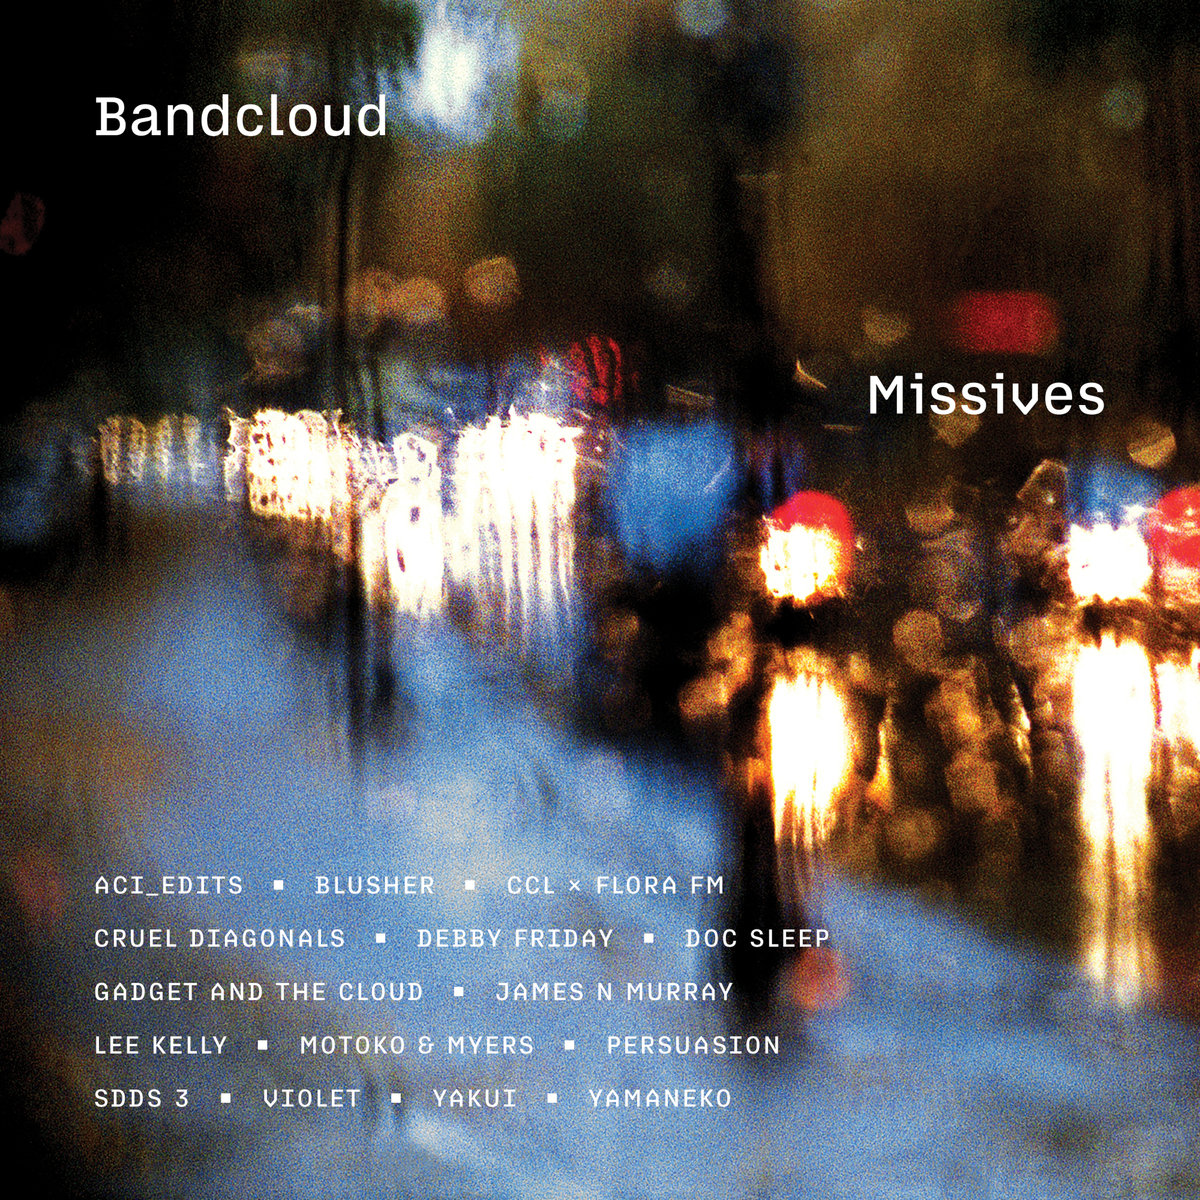 Bandcloud
Missives
ACI_EDITS ▪ BLUSHER ▪ CCL × FLORA FM
CRUEL DIAGONALS ▪ DEBBY FRIDAY ▪ DOC SLEEP
GADGET AND THE CLOUD ▪ JAMES N MURRAY
LEE KELLY ▪ MOTOKO & MYERS ▪ PERSUASION
SDDS 3 ▪ VIOLET ▪ YAKUI ▪ YAMANEKO